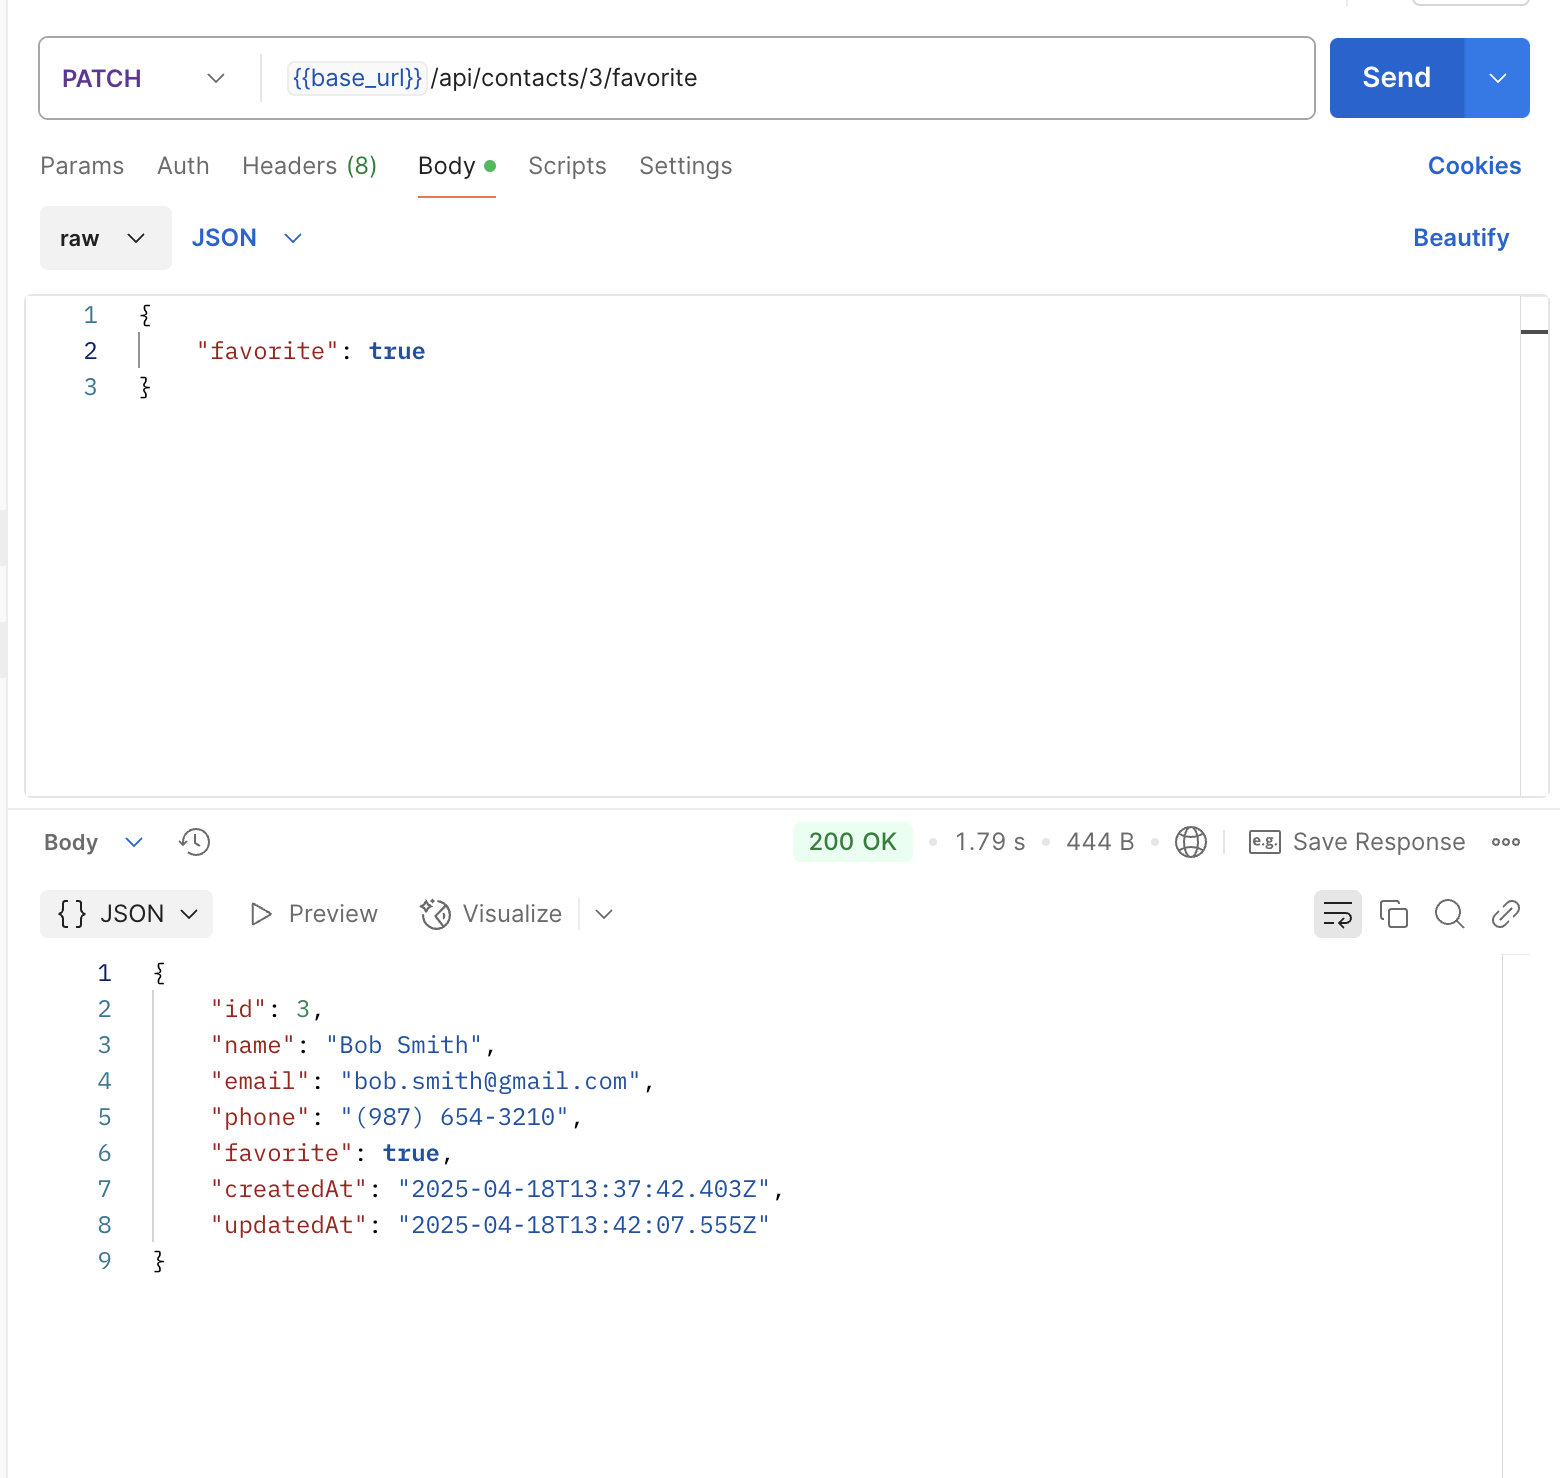 PATCH {{base_url}}/api/contacts/3/favorite Send
Params Auth Headers (8) Body Scripts Settings Cookies
raw JSON Beautify
1 {
2 "favorite": true
3 }
Body 200 OK 1.79 s 444 B e.g. Save Response
{} JSON Preview Visualize
1 {
2 "id": 3,
3 "name": "Bob Smith",
4 "email": "bob.smith@gmail.com",
5 "phone": "(987) 654-3210",
6 "favorite": true,
7 "createdAt": "2025-04-18T13:37:42.403Z",
8 "updatedAt": "2025-04-18T13:42:07.555Z"
9 }